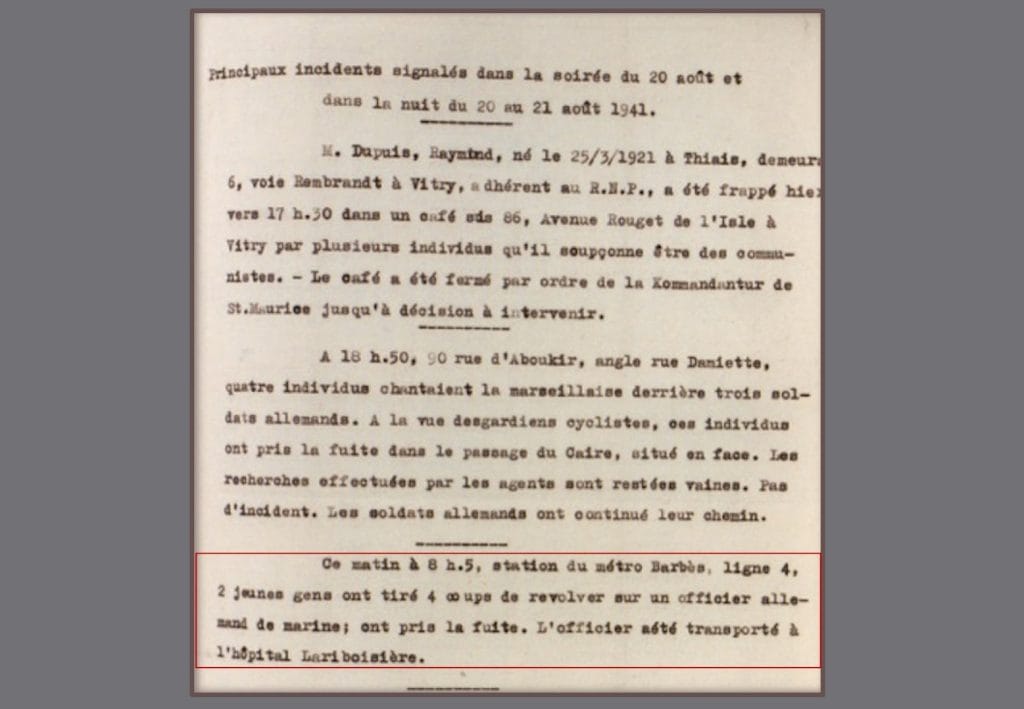 Principaux incidents signalés dans la soirée du 20 août et
dans la nuit du 20 au 21 août 1941.
M. Dupuis, Raymond, né le 25/3/1921 à Thiais, demeura
6, voie Rembrandt à Vitry, adhérent au R.N.P., a été frappé hier
vers 17 h.30 dans un café sis 86, Avenue Rouget de l'Isle à
Vitry par plusieurs individus qu'il soupçonne être des commu-
nistes. - Le café a été fermé par ordre de la Kommandantur de
St.Maurice jusqu'à décision à intervenir.
A 18 h.50, 90 rue d'Aboukir, angle rue Damiette,
quatre individus chantaient la marseillaise derrière trois sol-
dats allemands. A la vue desgardiens cyclistes, ces individus
ont pris la fuite dans le passage du Caire, situé en face. Les
recherches effectuées par les agents sont restées vaines. Pas
d'incident. Les soldats allemands ont continué leur chemin.
Ce matin à 8 h.5, station du métro Barbès, ligne 4,
2 jeunes gens ont tiré 4 coups de revolver sur un officier alle-
mand de marine; ont pris la fuite. L'officier aété transporté à
l'hôpital Lariboisière.